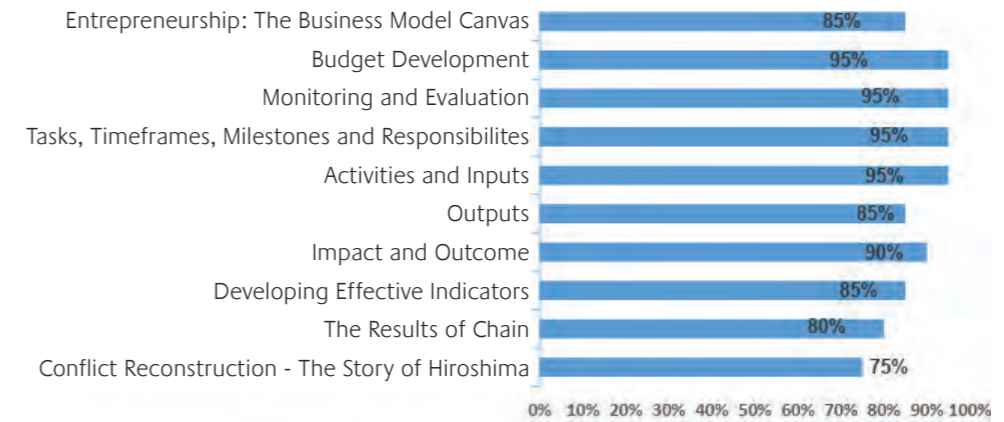 Entrepreneurship: The Business Model Canvas 85%
Budget Development 95%
Monitoring and Evaluation 95%
Tasks, Timeframes, Milestones and Responsibilites 95%
Activities and Inputs 95%
Outputs 85%
Impact and Outcome 90%
Developing Effective Indicators 85%
The Results of Chain 80%
Conflict Reconstruction - The Story of Hiroshima 75%
0% 10% 20% 30% 40% 50% 60% 70% 80% 90% 100%